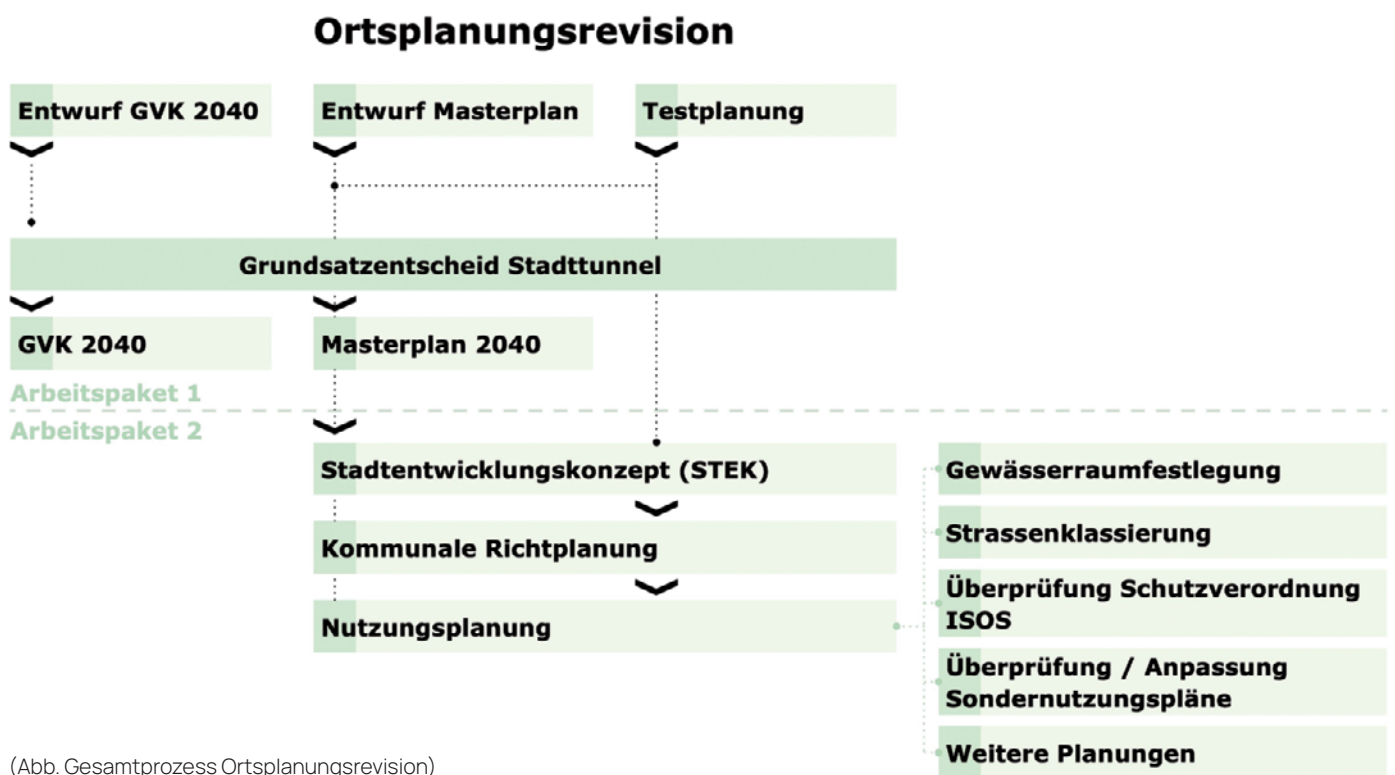 Ortsplanungsrevision
Entwurf GVK 2040
Entwurf Masterplan
Testplanung
Grundsatzentscheid Stadttunnel
GVK 2040
Masterplan 2040
Arbeitspaket 1
Arbeitspaket 2
Stadtentwicklungskonzept (STEK)
Kommunale Richtplanung
Nutzungsplanung
Gewässerraumfestlegung
Strassenklassierung
Überprüfung Schutzverordnung
ISOS
Überprüfung / Anpassung
Sondernutzungspläne
Weitere Planungen
(Abb. Gesamtprozess Ortsplanungsrevision)